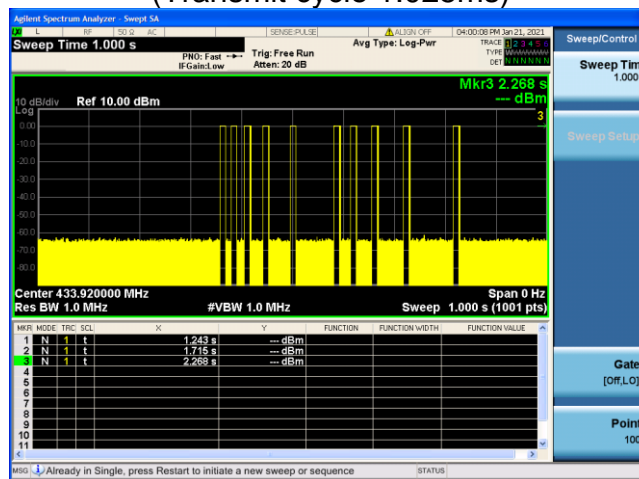 (Transmit cycle 1.025ms)
Agilent Spectrum Analyzer - Swept SA
L RF 50 Ω AC SENSE:PULSE ALIGN OFF 04:00:08 PM Jan 21, 2021
Sweep Time 1.000 s
PNO: Fast
IFGain:Low
Trig: Free Run
Atten: 20 dB
Avg Type: Log-Pwr
TRACE 1 2 3 4 5 6
TYPE WWWWWW
DET N N N N N N
Sweep/Control
Sweep Tim
1.000
Sweep Setup
Gate
[Off,LO]
Point
100
Mkr3 2.268 s
--- dBm
10 dB/div Ref 10.00 dBm
Log
3
0.00
-10.0
-20.0
-30.0
-40.0
-50.0
-60.0
-70.0
-80.0
Center 433.920000 MHz Span 0 Hz
Res BW 1.0 MHz #VBW 1.0 MHz Sweep 1.000 s (1001 pts)
MKR MODE TRC SCL X Y FUNCTION FUNCTION WIDTH FUNCTION VALUE
1 N 1 t 1.243 s --- dBm
2 N 1 t 1.715 s --- dBm
3 N 1 t 2.268 s --- dBm
4
5
6
7
8
9
10
11
MSG Already in Single, press Restart to initiate a new sweep or sequence STATUS